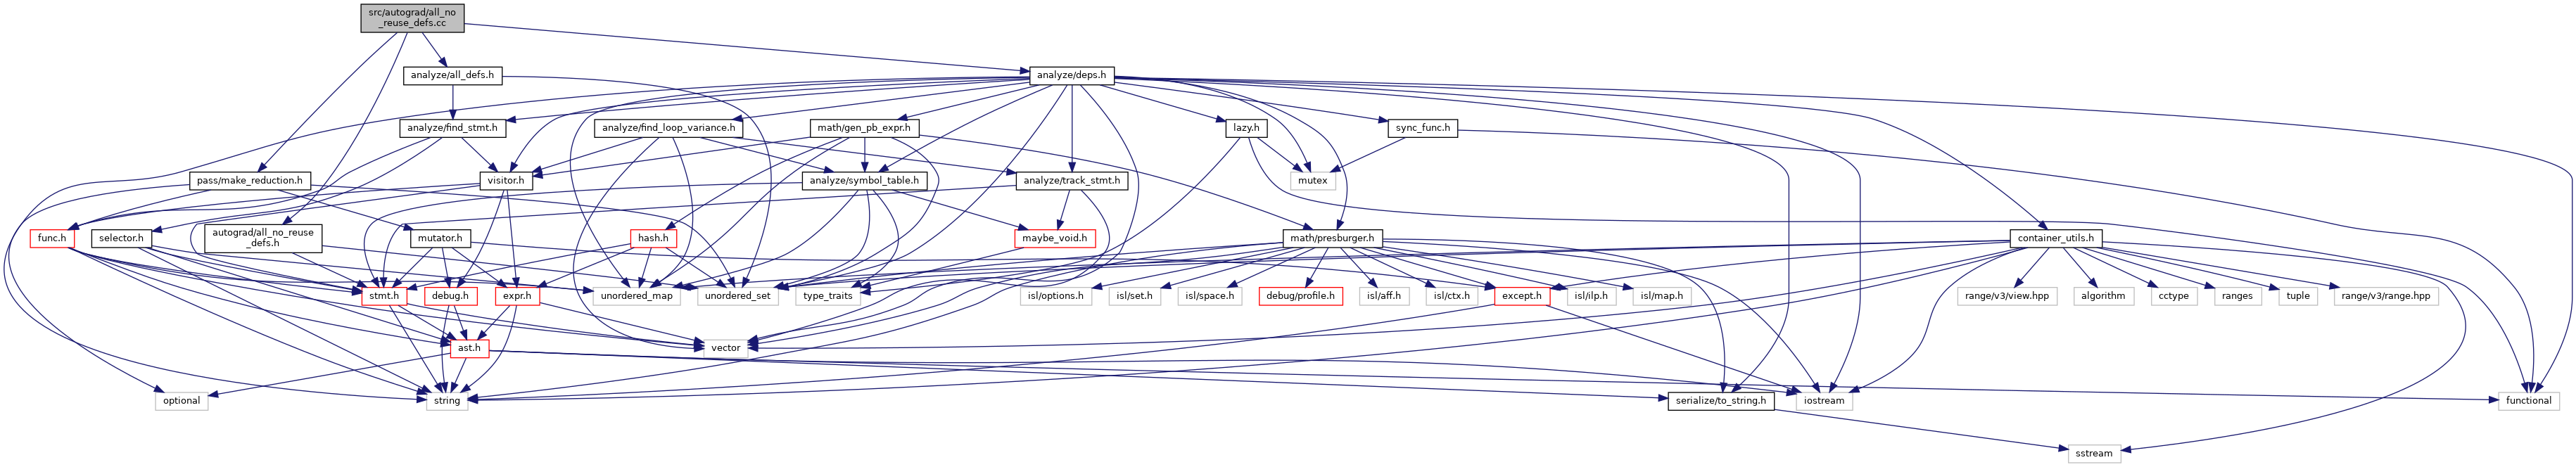 src/autograd/all_no
_reuse_defs.cc
analyze/all_defs.h
analyze/deps.h
analyze/find_stmt.h
analyze/find_loop_variance.h
math/gen_pb_expr.h
lazy.h
sync_func.h
pass/make_reduction.h
visitor.h
analyze/symbol_table.h
analyze/track_stmt.h
mutex
func.h
selector.h
autograd/all_no_reuse
_defs.h
mutator.h
hash.h
maybe_void.h
math/presburger.h
container_utils.h
stmt.h
debug.h
expr.h
unordered_map
unordered_set
type_traits
isl/options.h
isl/set.h
isl/space.h
debug/profile.h
isl/aff.h
isl/ctx.h
except.h
isl/ilp.h
isl/map.h
range/v3/view.hpp
algorithm
cctype
ranges
tuple
range/v3/range.hpp
ast.h
vector
optional
string
serialize/to_string.h
iostream
functional
sstream